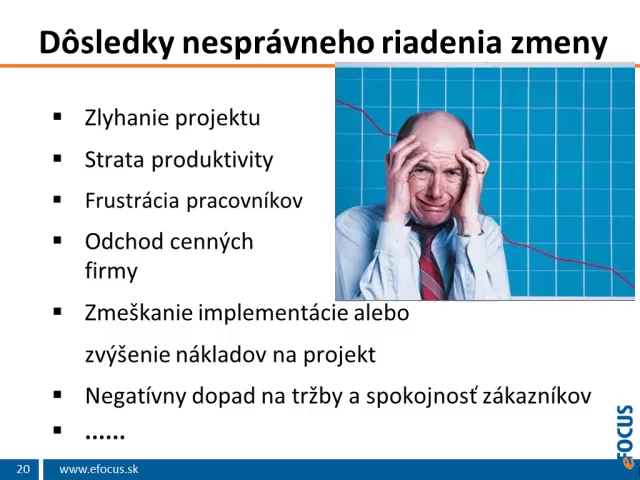 Dôsledky nesprávneho riadenia zmeny
▪ Zlyhanie projektu
▪ Strata produktivity
▪ Frustrácia pracovníkov
▪ Odchod cenných
firmy
▪ Zmeškanie implementácie alebo
zvýšenie nákladov na projekt
▪ Negatívny dopad na tržby a spokojnosť zákazníkov
▪ ......
eFOCUS
20 www.efocus.sk